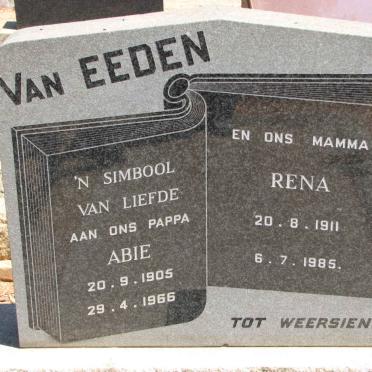 VAN EEDEN
'N SIMBOOL
VAN LIEFDE
AAN ONS PAPPA
ABIE
20.9.1905
29.4.1966
EN ONS MAMMA
RENA
20.8.1911
6.7.1985.
TOT WEERSIENS